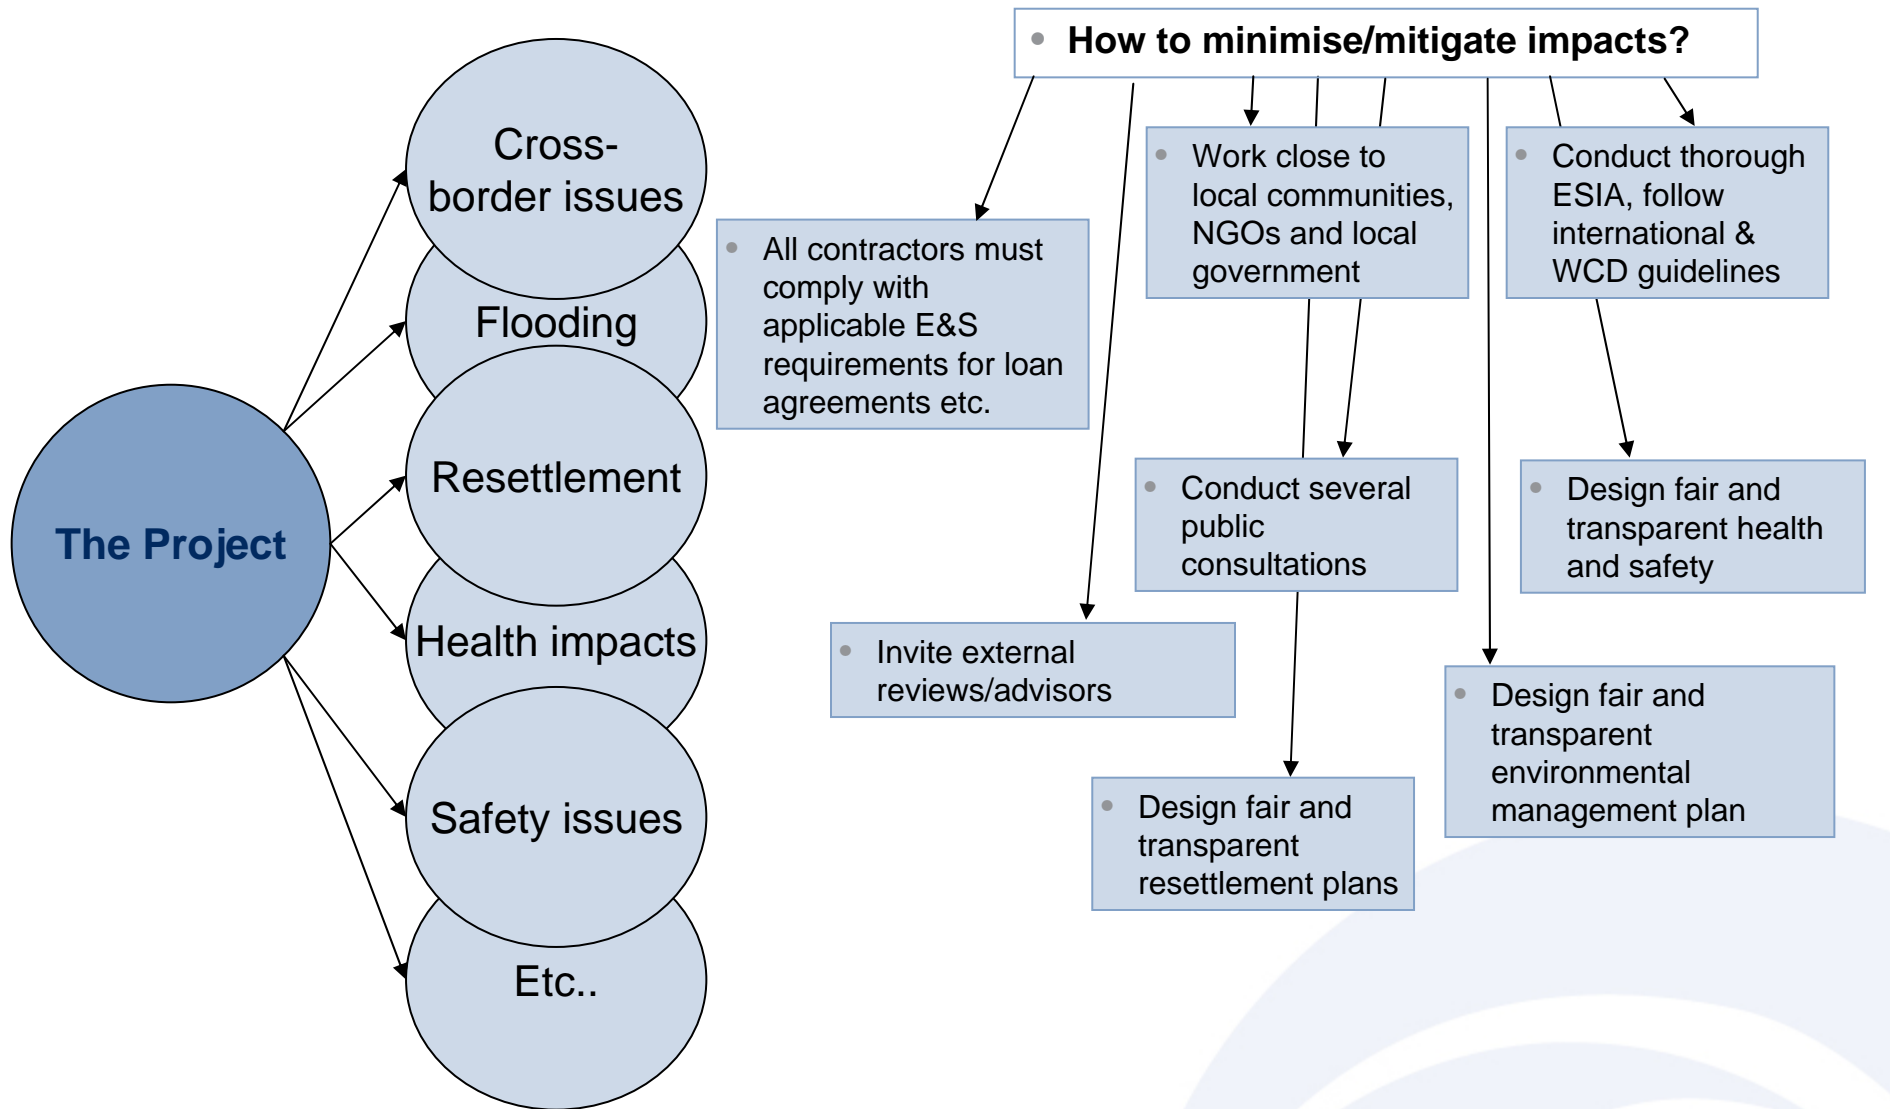 Cross-
border issues
Flooding
Resettlement
The Project
Health impacts
Safety issues
Etc..
• How to minimise/mitigate impacts?
• All contractors must
comply with
applicable E&S
requirements for loan
agreements etc.
• Work close to
local communities,
NGOs and local
government
• Conduct thorough
ESIA, follow
international &
WCD guidelines
• Conduct several
public
consultations
• Design fair and
transparent health
and safety
• Invite external
reviews/advisors
• Design fair and
transparent
environmental
management plan
• Design fair and
transparent
resettlement plans